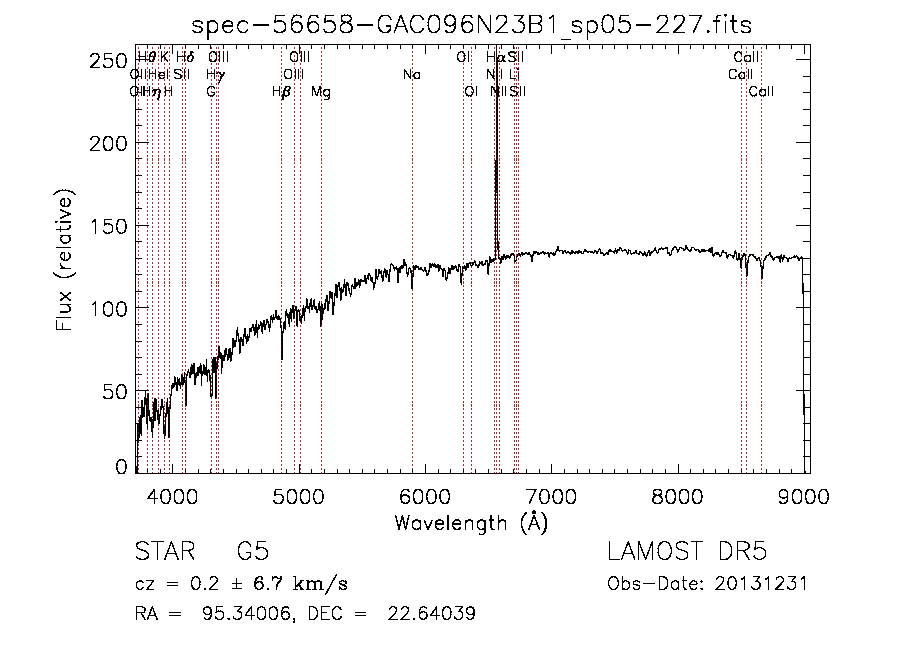 spec-56658-GAC096N23B1_sp05-227.fits
Hθ K Hδ OIII OIII OI Hα SII CaII
OII HeI SII Hγ OIII Na NII Li CaII
OII Hη H G Hβ Mg OI NII SII CaII
250
200
150
100
50
0
Flux (relative)
4000 5000 6000 7000 8000 9000
Wavelength (Å)
STAR G5 LAMOST DR5
cz = 0.2 ± 6.7 km/s Obs-Date: 20131231
RA = 95.34006, DEC = 22.64039